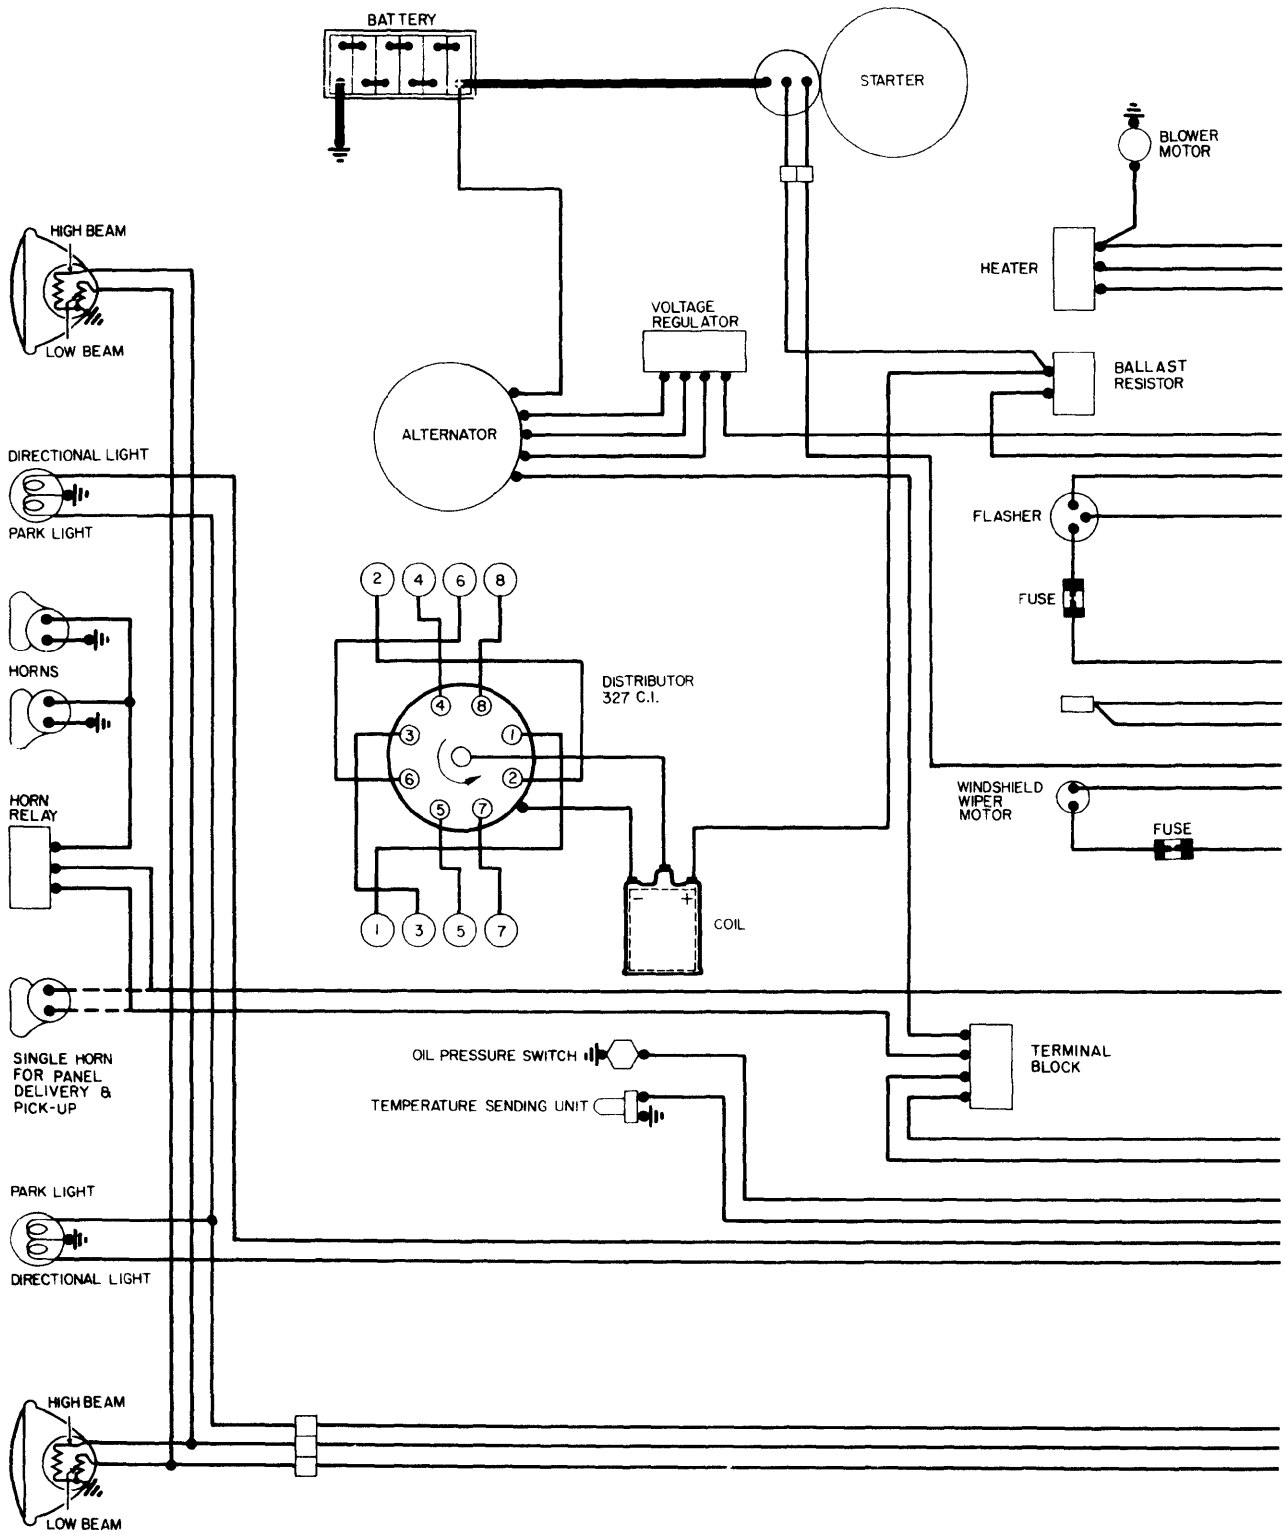 BATTERY
STARTER
BLOWER
MOTOR
HIGH BEAM
HEATER
VOLTAGE
REGULATOR
LOW BEAM
BALLAST
RESISTOR
ALTERNATOR
DIRECTIONAL LIGHT
FLASHER
PARK LIGHT
2 4 6 8
FUSE
HORNS
DISTRIBUTOR
327 C.I.
4 8
3 1
6 2
5 7
WINDSHIELD
WIPER
MOTOR
HORN
RELAY
FUSE
- +
COIL
1 3 5 7
SINGLE HORN
FOR PANEL
DELIVERY &
PICK-UP
OIL PRESSURE SWITCH
TERMINAL
BLOCK
TEMPERATURE SENDING UNIT
PARK LIGHT
DIRECTIONAL LIGHT
HIGH BEAM
LOW BEAM